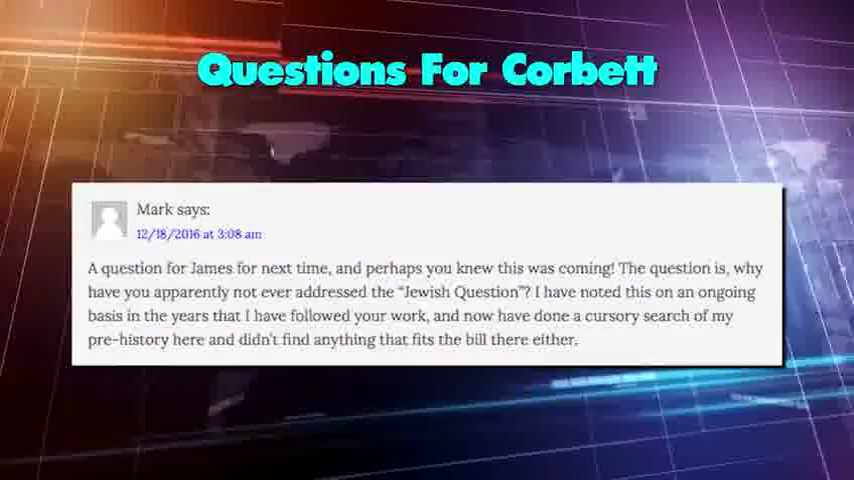 Questions For Corbett
Mark says:
12/18/2016 at 3:08 am
A question for James for next time, and perhaps you knew this was coming! The question is, why
have you apparently not ever addressed the “Jewish Question”? I have noted this on an ongoing
basis in the years that I have followed your work, and now have done a cursory search of my
pre-history here and didn’t find anything that fits the bill there either.